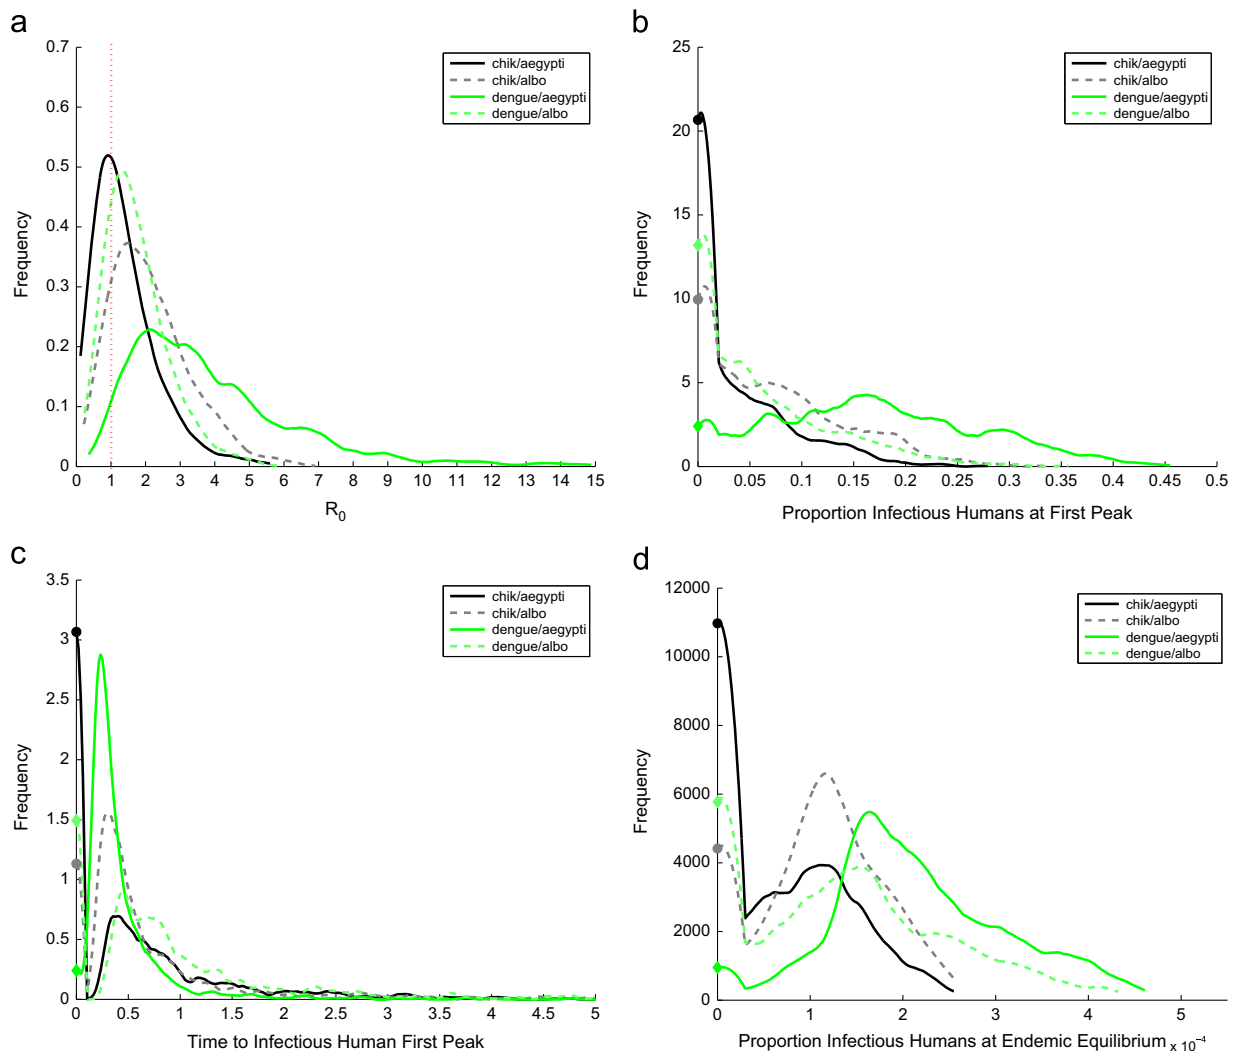 a
0.7
0.6
0.5
0.4
0.3
0.2
0.1
0
Frequency
chik/aegypti
chik/albo
dengue/aegypti
dengue/albo
0 1 2 3 4 5 6 7 8 9 10 11 12 13 14 15
R0
b
25
20
15
10
5
0
Frequency
chik/aegypti
chik/albo
dengue/aegypti
dengue/albo
0 0.05 0.1 0.15 0.2 0.25 0.3 0.35 0.4 0.45 0.5
Proportion Infectious Humans at First Peak
c
3.5
3
2.5
2
1.5
1
0.5
0
Frequency
chik/aegypti
chik/albo
dengue/aegypti
dengue/albo
0 0.5 1 1.5 2 2.5 3 3.5 4 4.5 5
Time to Infectious Human First Peak
d
12000
10000
8000
6000
4000
2000
0
Frequency
chik/aegypti
chik/albo
dengue/aegypti
dengue/albo
0 1 2 3 4 5
Proportion Infectious Humans at Endemic Equilibrium x 10⁻⁴